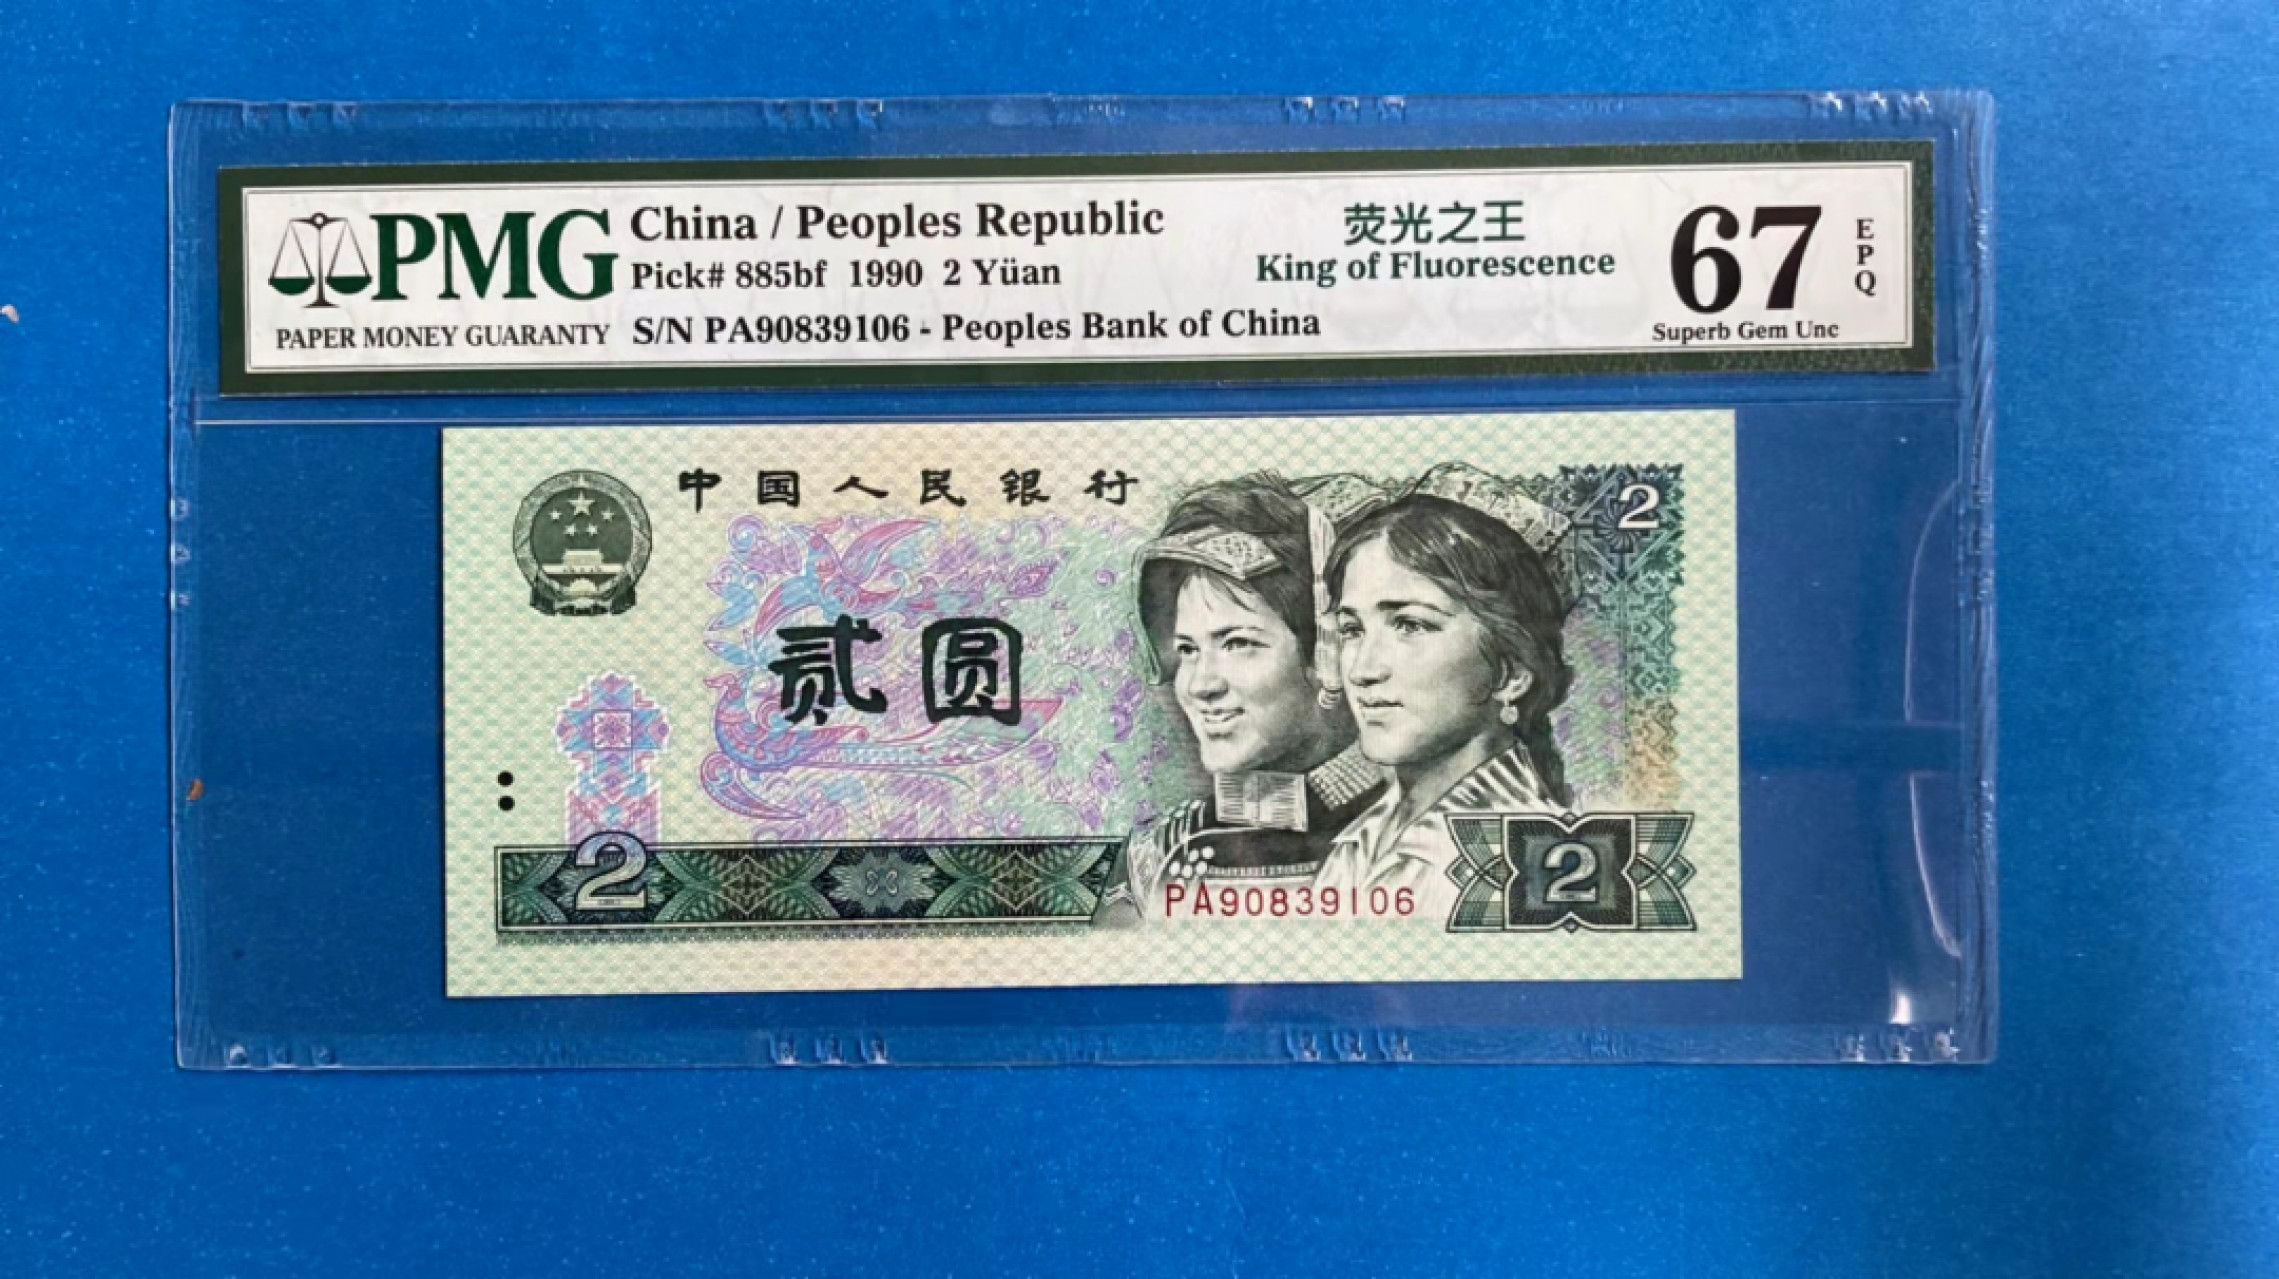 PMG
PAPER MONEY GUARANTY
China / Peoples Republic
Pick# 885bf 1990 2 Yüan
S/N PA90839106 - Peoples Bank of China
荧光之王
King of Fluorescence
67
EPQ
Superb Gem Unc
中国人民银行
2
贰圆
2
PA90839106
2